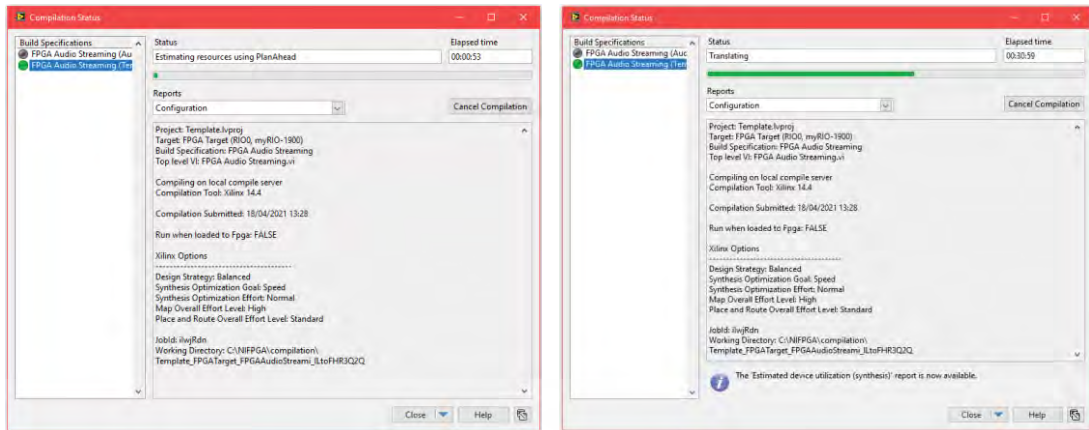 Compilation Status
Build Specifications
FPGA Audio Streaming (Au
FPGA Audio Streaming (Ter
Status
Estimating resources using PlanAhead
Elapsed time
00:00:53
Reports
Configuration
Cancel Compilation
Project: Template.lvproj
Target: FPGA Target (RIO0, myRIO-1900)
Build Specification: FPGA Audio Streaming
Top level VI: FPGA Audio Streaming.vi
Compiling on local compile server
Compilation Tool: Xilinx 14.4
Compilation Submitted: 18/04/2021 13:28
Run when loaded to Fpga: FALSE
Xilinx Options
---------------------------------------
Design Strategy: Balanced
Synthesis Optimization Goal: Speed
Synthesis Optimization Effort: Normal
Map Overall Effort Level: High
Place and Route Overall Effort Level: Standard
JobId: ilwjRdn
Working Directory: C:\NIFPGA\compilation\
Template_FPGATarget_FPGAAudioStreami_lLtoFHR3Q2Q
Close
Help
Compilation Status
Build Specifications
FPGA Audio Streaming (Auc
FPGA Audio Streaming (Tem
Status
Translating
Elapsed time
00:30:59
Reports
Configuration
Cancel Compilation
Project: Template.lvproj
Target: FPGA Target (RIO0, myRIO-1900)
Build Specification: FPGA Audio Streaming
Top level VI: FPGA Audio Streaming.vi
Compiling on local compile server
Compilation Tool: Xilinx 14.4
Compilation Submitted: 18/04/2021 13:28
Run when loaded to Fpga: FALSE
Xilinx Options
---------------------------------------
Design Strategy: Balanced
Synthesis Optimization Goal: Speed
Synthesis Optimization Effort: Normal
Map Overall Effort Level: High
Place and Route Overall Effort Level: Standard
JobId: ilwjRdn
Working Directory: C:\NIFPGA\compilation\
Template_FPGATarget_FPGAAudioStreami_lLtoFHR3Q2Q
The 'Estimated device utilization (synthesis)' report is now available.
Close
Help